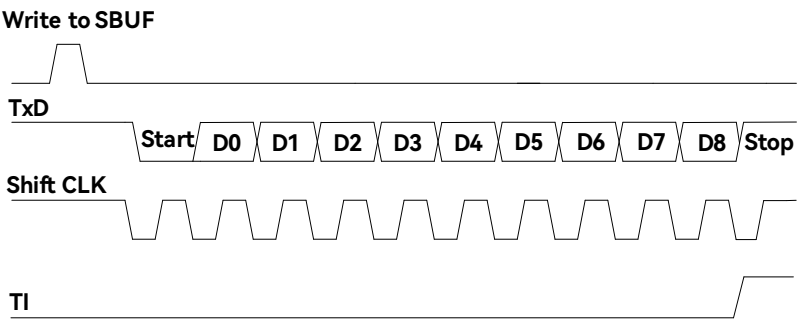 Write to SBUF
TxD
Start D0 D1 D2 D3 D4 D5 D6 D7 D8 Stop
Shift CLK
TI